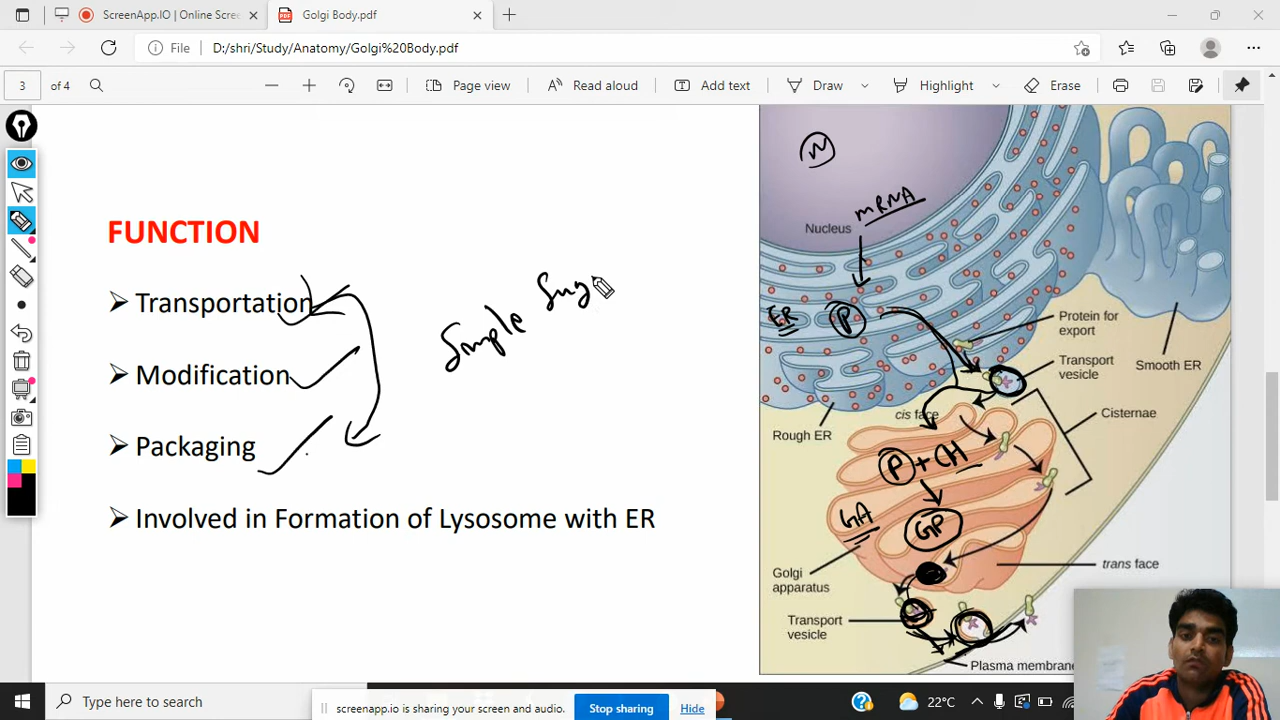 ScreenApp.IO | Online Scree
Golgi Body.pdf
File
D:/shri/Study/Anatomy/Golgi%20Body.pdf
3
of 4
Page view
Read aloud
Add text
Draw
Highlight
Erase
FUNCTION
Transportation
Modification
Packaging
Involved in Formation of Lysosome with ER
Simple Sug
N
mRNA
Nucleus
ER
P
Protein for
export
Transport
vesicle
Smooth ER
cis face
Cisternae
Rough ER
P + CH
GA
GP
Golgi
apparatus
trans face
Transport
vesicle
Plasma membrane
Type here to search
screenapp.io is sharing your screen and audio.
Stop sharing
Hide
22°C